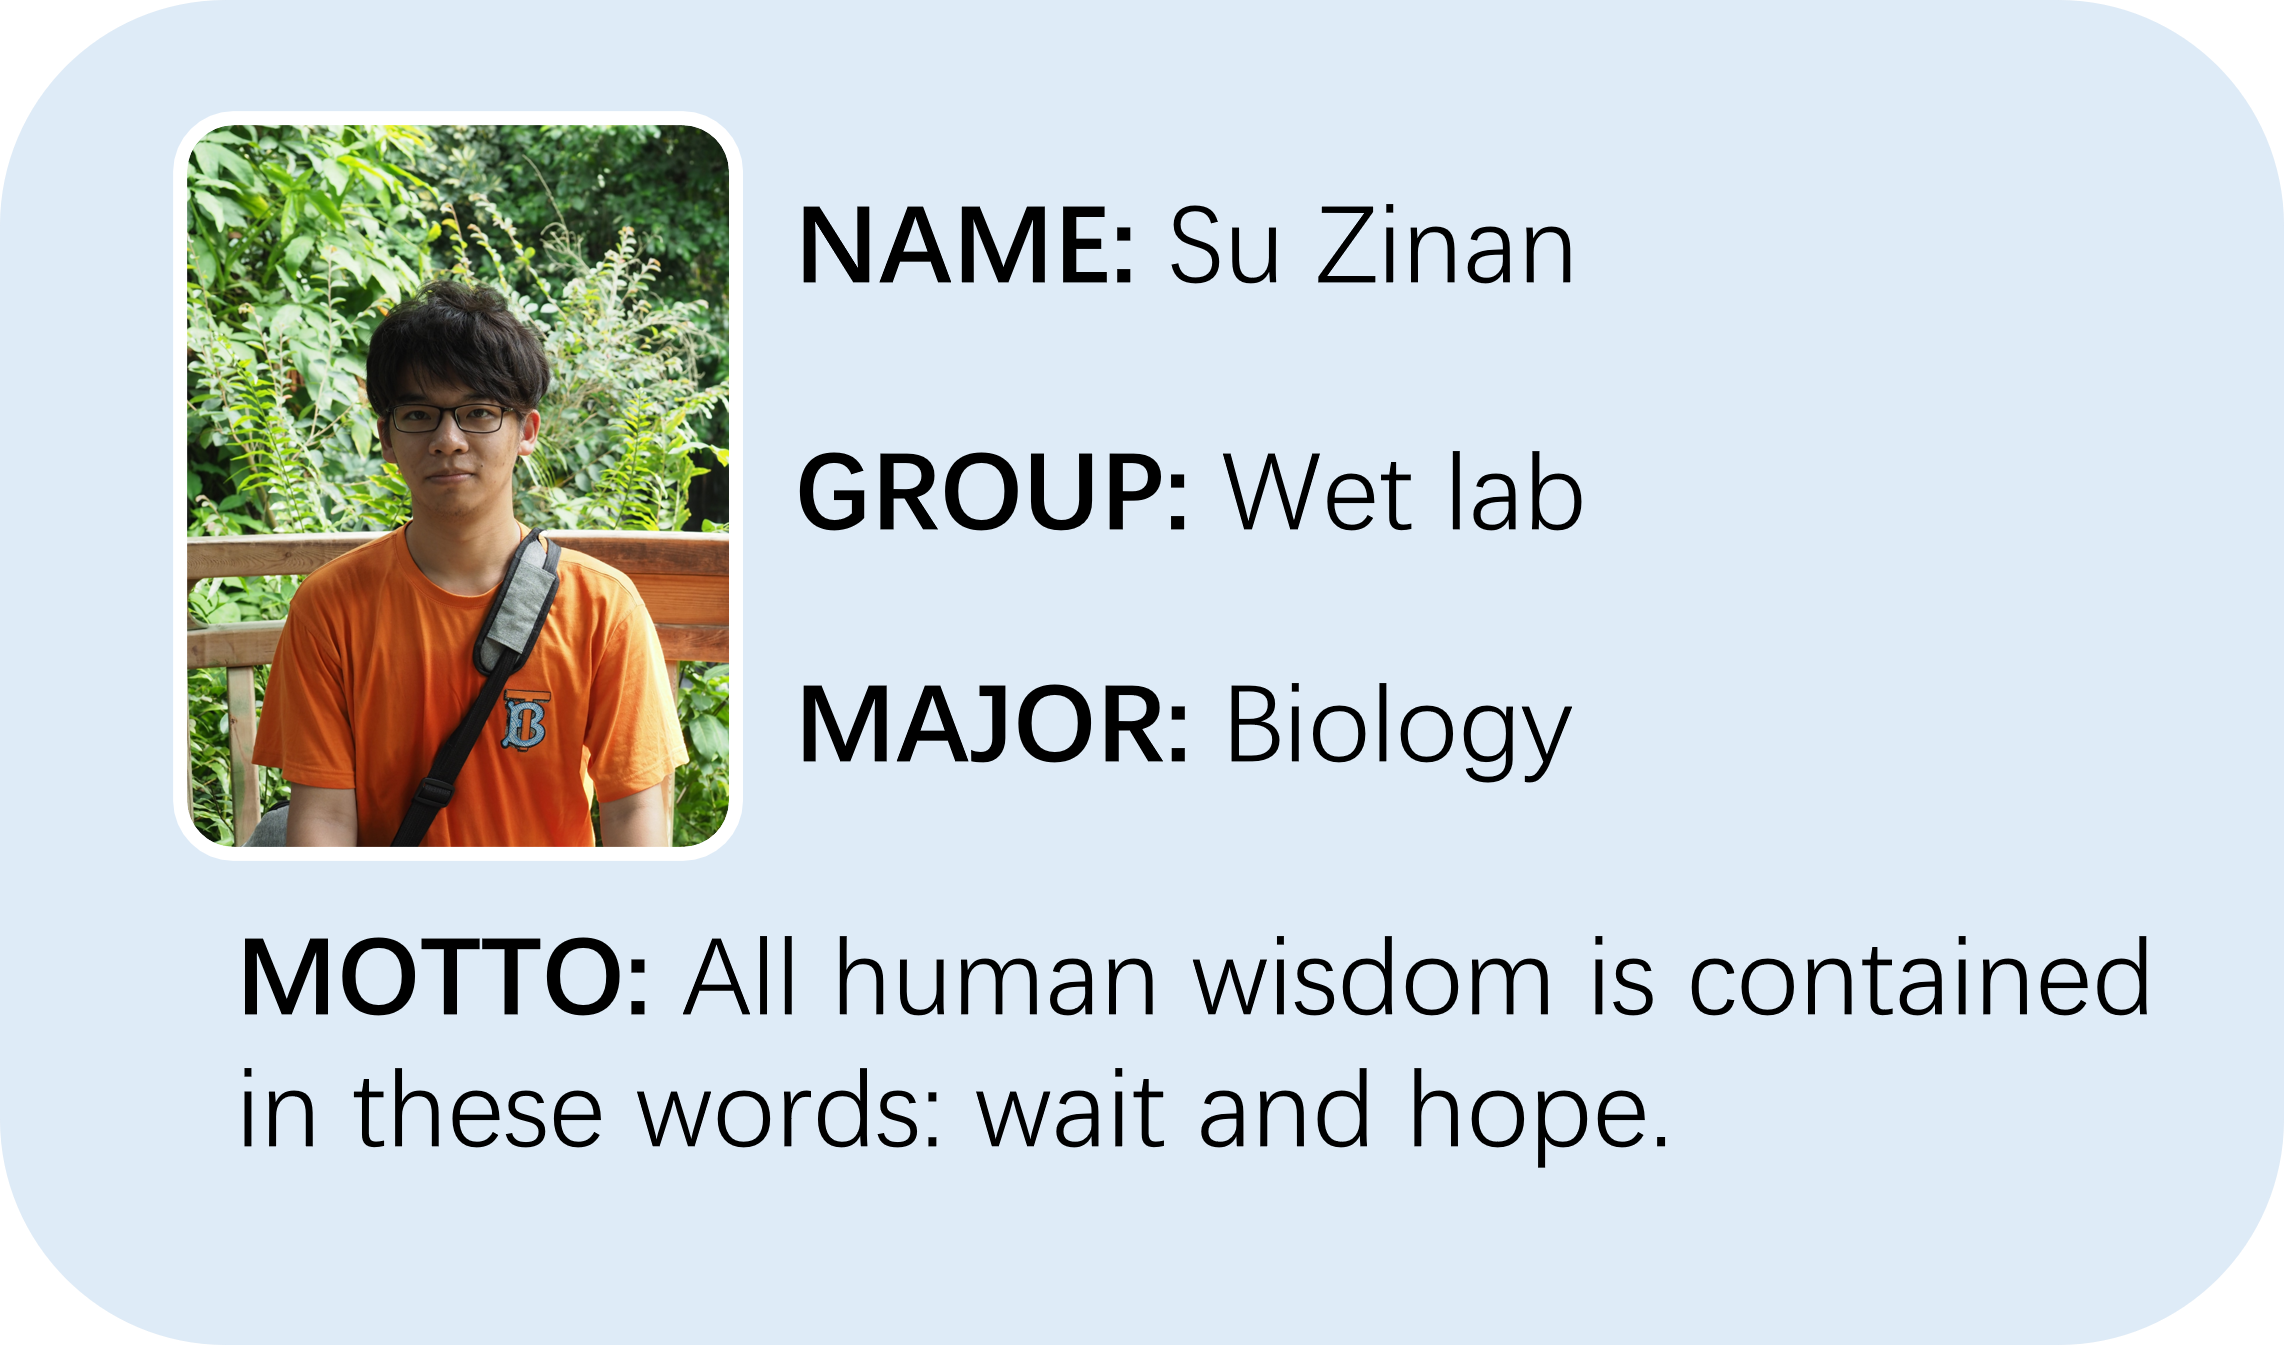 NAME: Su Zinan
GROUP: Wet lab
MAJOR: Biology
MOTTO: All human wisdom is contained
in these words: wait and hope.